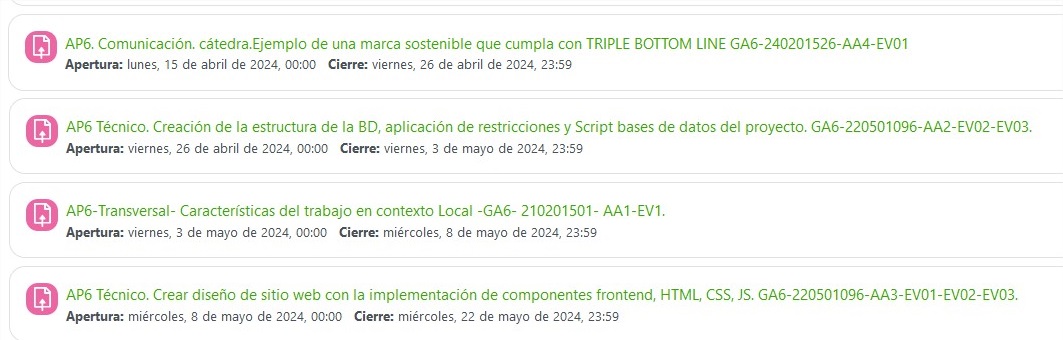 AP6. Comunicación. cátedra.Ejemplo de una marca sostenible que cumpla con TRIPLE BOTTOM LINE GA6-240201526-AA4-EV01
Apertura: lunes, 15 de abril de 2024, 00:00 Cierre: viernes, 26 de abril de 2024, 23:59
AP6 Técnico. Creación de la estructura de la BD, aplicación de restricciones y Script bases de datos del proyecto. GA6-220501096-AA2-EV02-EV03.
Apertura: viernes, 26 de abril de 2024, 00:00 Cierre: viernes, 3 de mayo de 2024, 23:59
AP6-Transversal- Características del trabajo en contexto Local -GA6- 210201501- AA1-EV1.
Apertura: viernes, 3 de mayo de 2024, 00:00 Cierre: miércoles, 8 de mayo de 2024, 23:59
AP6 Técnico. Crear diseño de sitio web con la implementación de componentes frontend, HTML, CSS, JS. GA6-220501096-AA3-EV01-EV02-EV03.
Apertura: miércoles, 8 de mayo de 2024, 00:00 Cierre: miércoles, 22 de mayo de 2024, 23:59